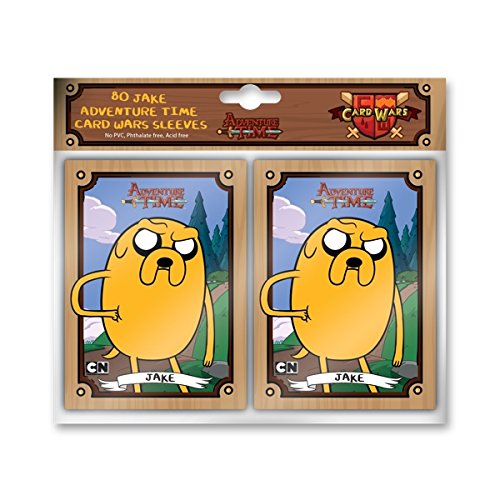 80 JAKE
ADVENTURE TIME
CARD WARS SLEEVES
No PVC, Phthalate free, Acid free
ADVENTURE
TIME
CARD WARS
ADVENTURE
TIME
CN
JAKE
ADVENTURE
TIME
CN
JAKE